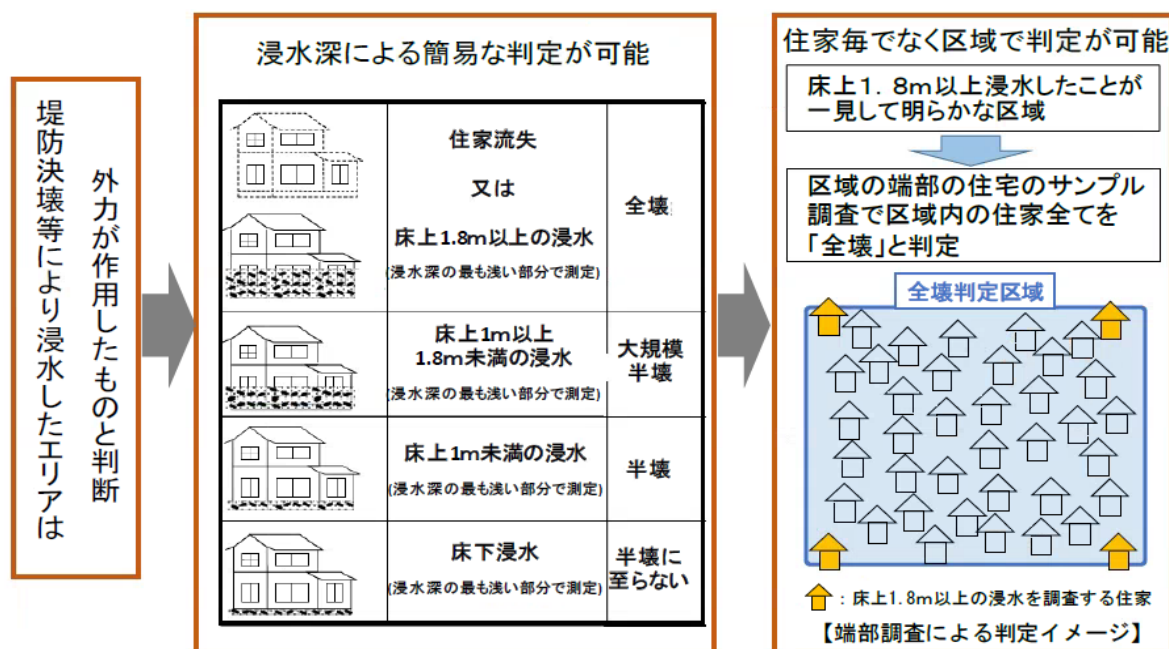 堤防決壊等により浸水したエリアは
外力が作用したものと判断
浸水深による簡易な判定が可能
住家流失
又は
床上1.8m以上の浸水
(浸水深の最も浅い部分で測定)
全壊
床上1m以上
1.8m未満の浸水
(浸水深の最も浅い部分で測定)
大規模
半壊
床上1m未満の浸水
(浸水深の最も浅い部分で測定)
半壊
床下浸水
(浸水深の最も浅い部分で測定)
半壊に
至らない
住家毎でなく区域で判定が可能
床上1．8m以上浸水したことが
一見して明らかな区域
区域の端部の住宅のサンプル
調査で区域内の住家全てを
「全壊」と判定
全壊判定区域
：床上1.8m以上の浸水を調査する住家
【端部調査による判定イメージ】